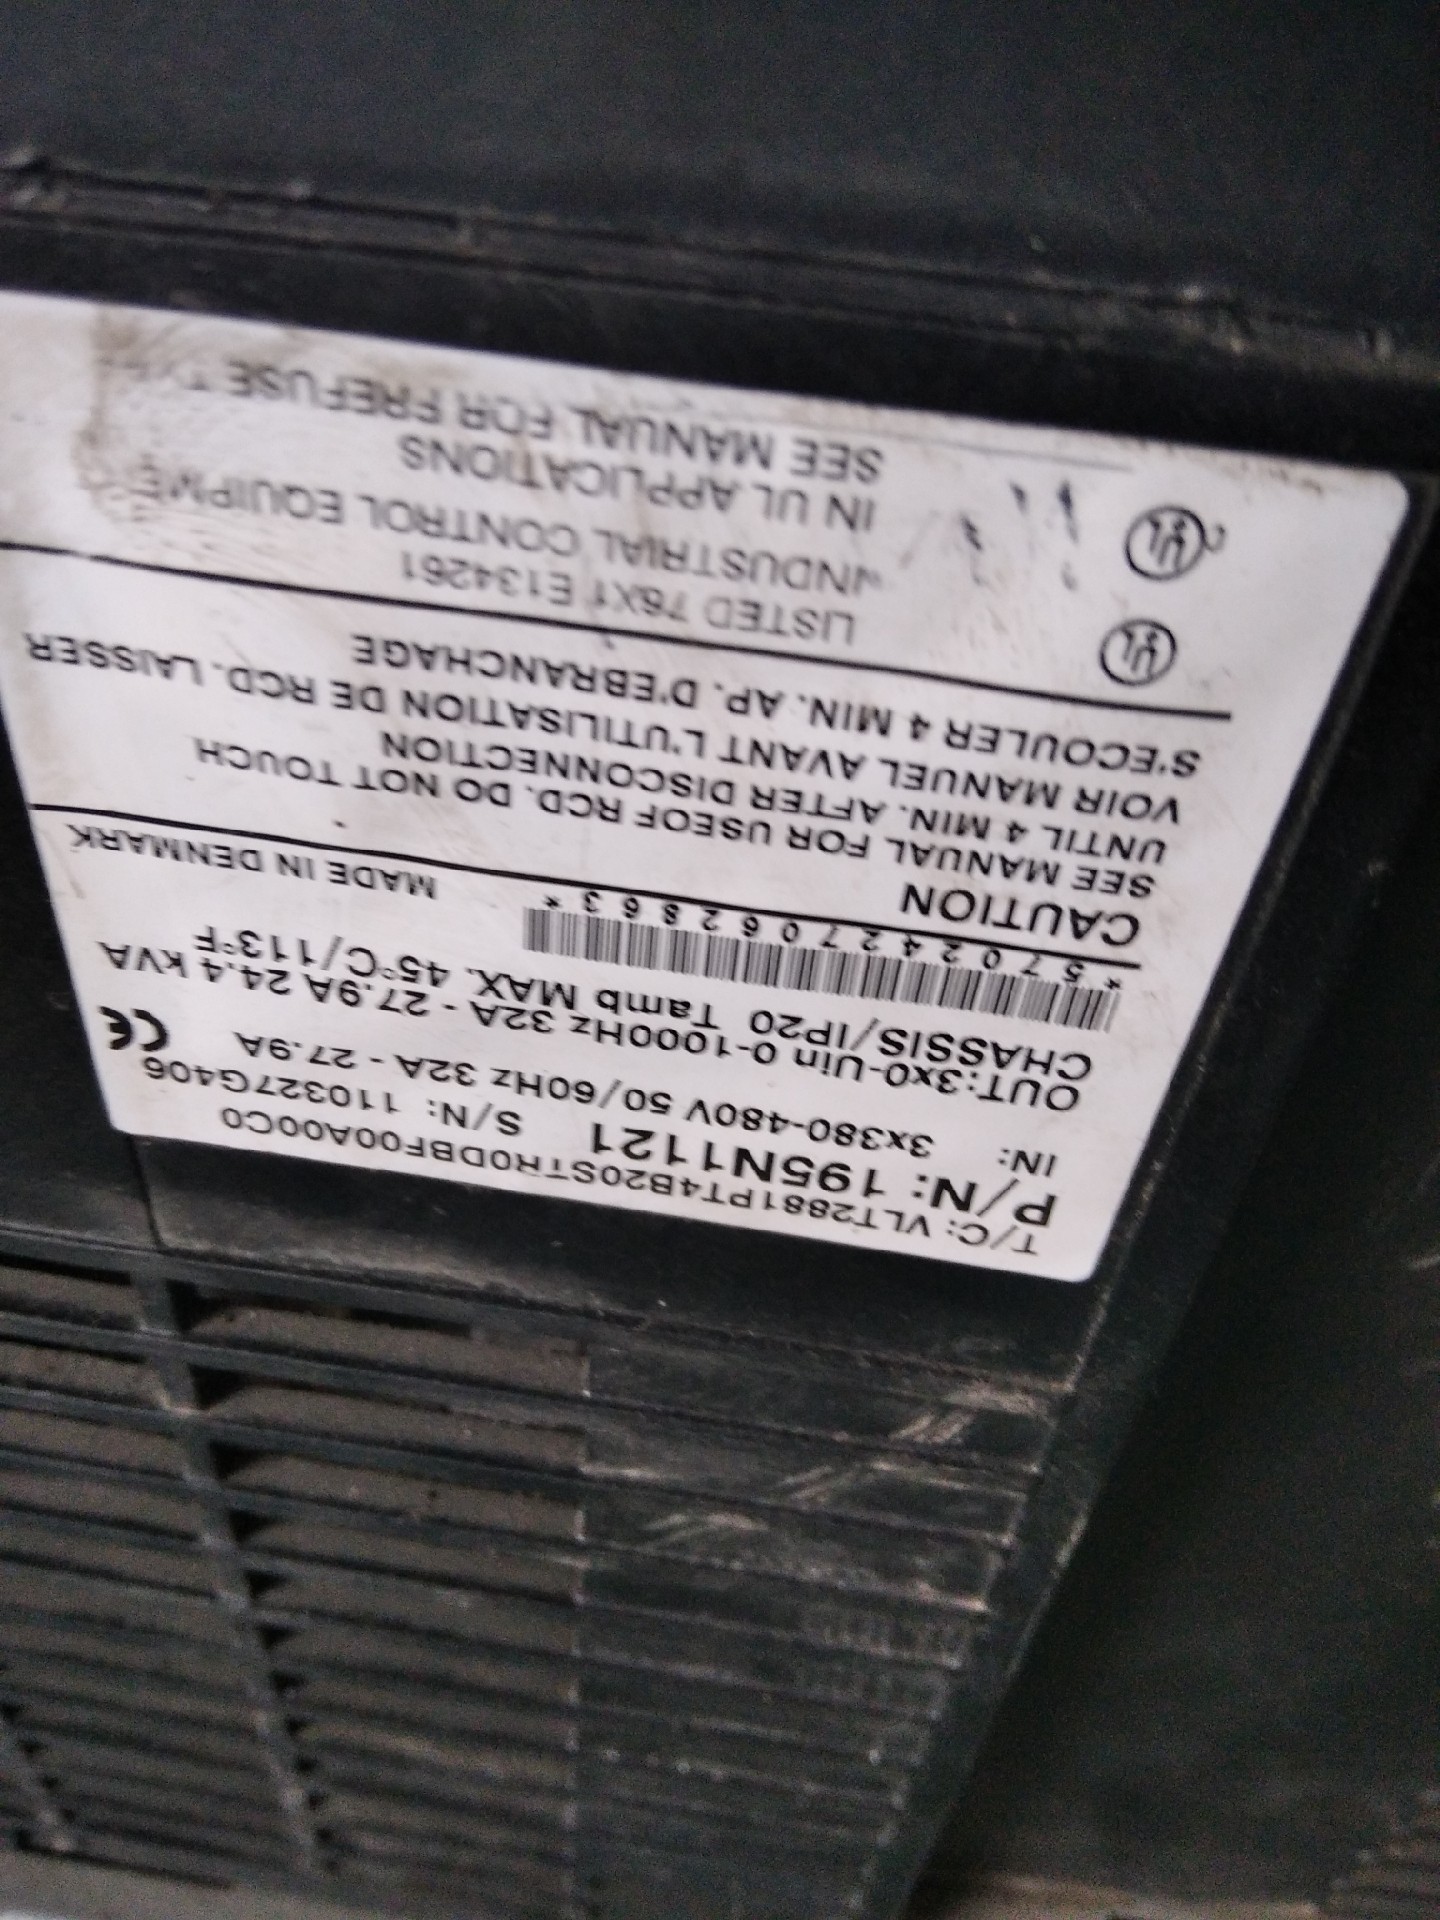 T/C: VLT2881PT4B20STR0DBF00A00C0
P/N: 195N1121 S/N: 110327G406
IN: 3x380-480V 50/60Hz 32A - 27.9A
OUT:3x0-Uin 0-1000Hz 32A - 27.9A 24.4 kVA
CHASSIS/IP20 Tamb MAX. 45°C/113°F
CE
*5702427062863*
MADE IN DENMARK
CAUTION
SEE MANUAL FOR USEOF RCD. DO NOT TOUCH
UNTIL 4 MIN. AFTER DISCONNECTION
VOIR MANUEL AVANT L'UTILISATION DE RCD. LAISSER
S'ECOULER 4 MIN. AP. D'EBRANCHAGE
UL
LISTED 76X1 E134261
INDUSTRIAL CONTROL
c UL
IN UL APPLICATIONS
SEE MANUAL FOR PREFUSE